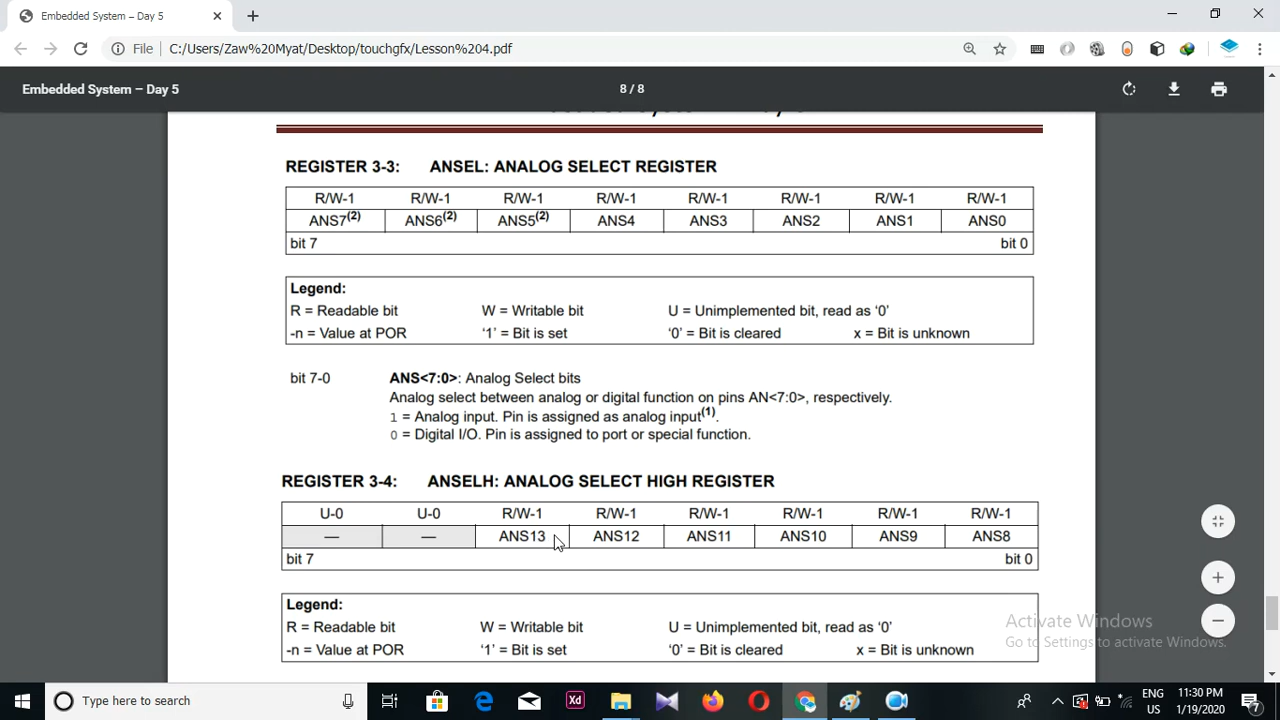 Embedded System – Day 5
File C:/Users/Zaw%20Myat/Desktop/touchgfx/Lesson%204.pdf
Embedded System – Day 5
8 / 8
REGISTER 3-3: ANSEL: ANALOG SELECT REGISTER
R/W-1 R/W-1 R/W-1 R/W-1 R/W-1 R/W-1 R/W-1 R/W-1
ANS7(2) ANS6(2) ANS5(2) ANS4 ANS3 ANS2 ANS1 ANS0
bit 7 bit 0
Legend:
R = Readable bit W = Writable bit U = Unimplemented bit, read as ‘0’
-n = Value at POR ‘1’ = Bit is set ‘0’ = Bit is cleared x = Bit is unknown
bit 7-0 ANS<7:0>: Analog Select bits
Analog select between analog or digital function on pins AN<7:0>, respectively.
1 = Analog input. Pin is assigned as analog input(1).
0 = Digital I/O. Pin is assigned to port or special function.
REGISTER 3-4: ANSELH: ANALOG SELECT HIGH REGISTER
U-0 U-0 R/W-1 R/W-1 R/W-1 R/W-1 R/W-1 R/W-1
— — ANS13 ANS12 ANS11 ANS10 ANS9 ANS8
bit 7 bit 0
Legend:
R = Readable bit W = Writable bit U = Unimplemented bit, read as ‘0’
-n = Value at POR ‘1’ = Bit is set ‘0’ = Bit is cleared x = Bit is unknown
Activate Windows
Go to Settings to activate Windows.
Type here to search
Xd
ENG
US
11:30 PM
1/19/2020
7